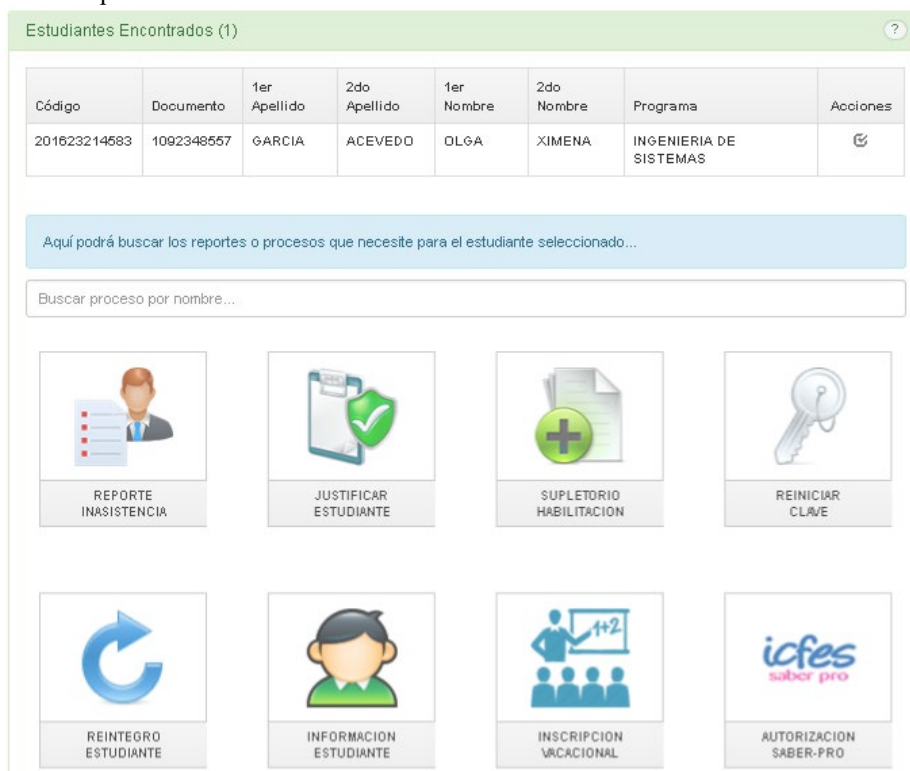 Estudiantes Encontrados (1)
?
Código Documento 1er Apellido 2do Apellido 1er Nombre 2do Nombre Programa Acciones
201623214583 1092348557 GARCIA ACEVEDO OLGA XIMENA INGENIERIA DE SISTEMAS
Aquí podrá buscar los reportes o procesos que necesite para el estudiante seleccionado...
Buscar proceso por nombre...
REPORTE INASISTENCIA
JUSTIFICAR ESTUDIANTE
SUPLETORIO HABILITACION
REINICIAR CLAVE
1+2
icfes
saber pro
REINTEGRO ESTUDIANTE
INFORMACION ESTUDIANTE
INSCRIPCION VACACIONAL
AUTORIZACION SABER-PRO